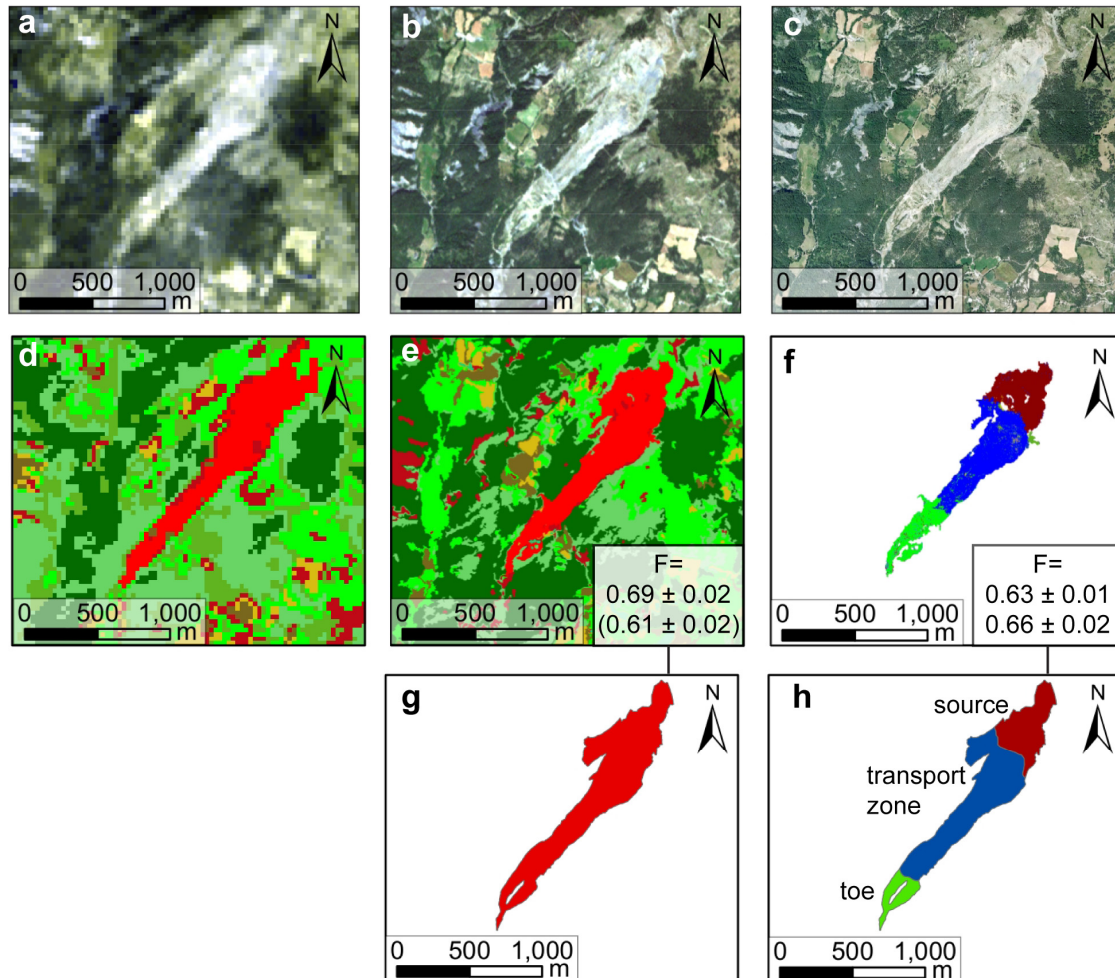 a
N
0 500 1,000
m
b
N
0 500 1,000
m
c
N
0 500 1,000
m
d
N
0 500 1,000
m
e
N
0 500 1,000
m
F=
0.69 ± 0.02
(0.61 ± 0.02)
f
N
0 500 1,000
m
F=
0.63 ± 0.01
0.66 ± 0.02
g
N
0 500 1,000
m
h
N
source
transport
zone
toe
0 500 1,000
m